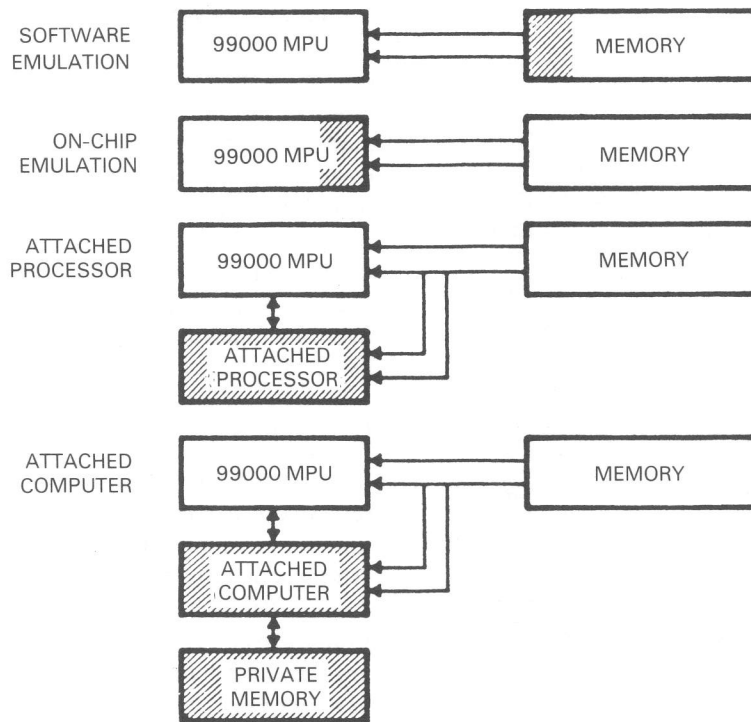 SOFTWARE
EMULATION
99000 MPU
MEMORY
ON-CHIP
EMULATION
99000 MPU
MEMORY
ATTACHED
PROCESSOR
99000 MPU
MEMORY
ATTACHED
PROCESSOR
ATTACHED
COMPUTER
99000 MPU
MEMORY
ATTACHED
COMPUTER
PRIVATE
MEMORY